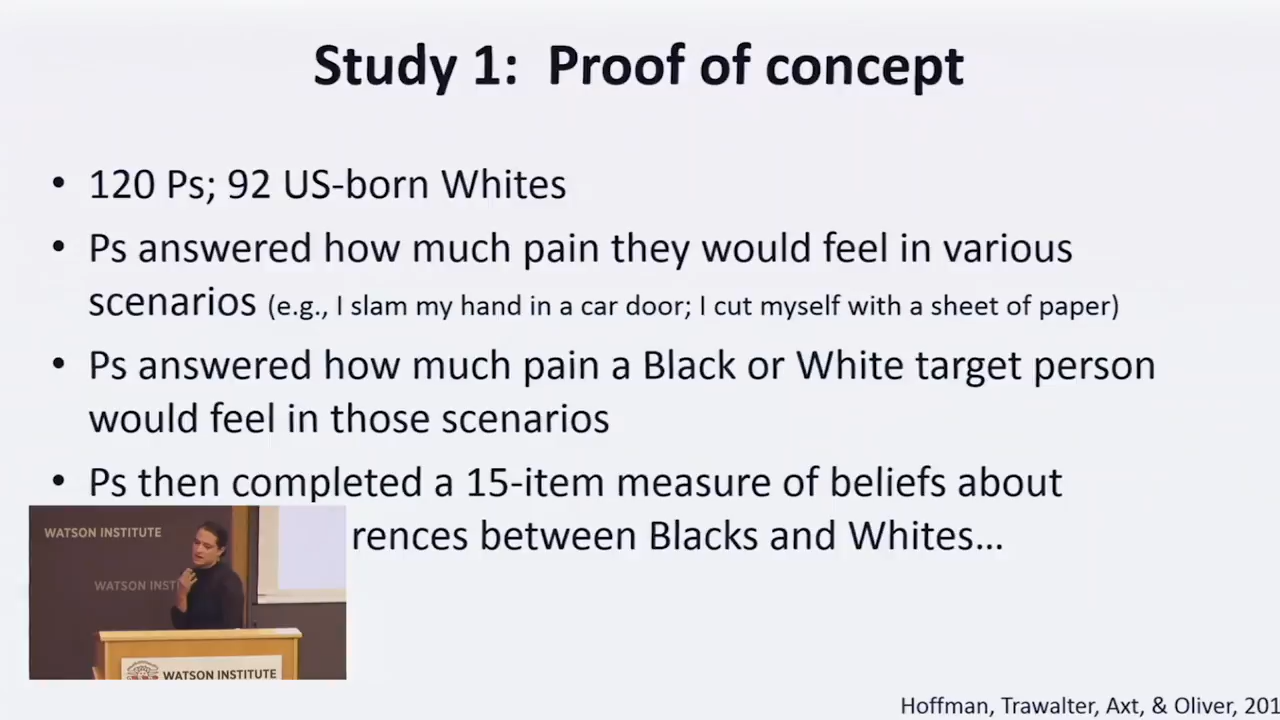 Study 1: Proof of concept
• 120 Ps; 92 US-born Whites
• Ps answered how much pain they would feel in various
scenarios (e.g., I slam my hand in a car door; I cut myself with a sheet of paper)
• Ps answered how much pain a Black or White target person
would feel in those scenarios
• Ps then completed a 15-item measure of beliefs about
rences between Blacks and Whites...
WATSON INSTITUTE
WATSON INSTI
WATSON INSTITUTE
Hoffman, Trawalter, Axt, & Oliver, 201